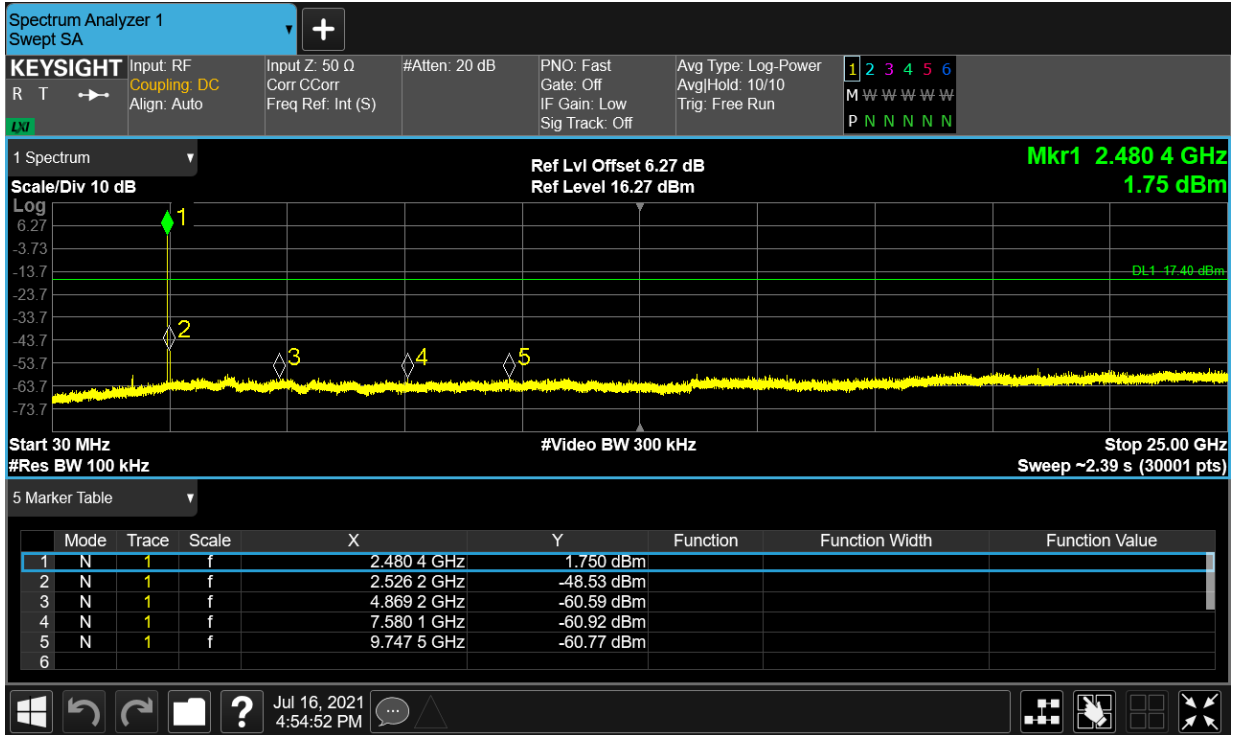 Spectrum Analyzer 1
Swept SA
+
KEYSIGHT Input: RF Input Z: 50 Ω #Atten: 20 dB PNO: Fast Avg Type: Log-Power 1 2 3 4 5 6
R T Coupling: DC Corr CCorr Gate: Off Avg|Hold: 10/10 M W W W W W
Align: Auto Freq Ref: Int (S) IF Gain: Low Trig: Free Run
LXI Sig Track: Off P N N N N N N
1 Spectrum Ref Lvl Offset 6.27 dB Mkr1 2.480 4 GHz
Scale/Div 10 dB Ref Level 16.27 dBm 1.75 dBm
Log
1
6.27
-3.73
-13.7 DL1 -17.40 dBm
-23.7
-33.7
2
-43.7
-53.7 3 4 5
-63.7
-73.7
Start 30 MHz #Video BW 300 kHz Stop 25.00 GHz
#Res BW 100 kHz Sweep ~2.39 s (30001 pts)
5 Marker Table
Mode Trace Scale X Y Function Function Width Function Value
1 N 1 f 2.480 4 GHz 1.750 dBm
2 N 1 f 2.526 2 GHz -48.53 dBm
3 N 1 f 4.869 2 GHz -60.59 dBm
4 N 1 f 7.580 1 GHz -60.92 dBm
5 N 1 f 9.747 5 GHz -60.77 dBm
6
? Jul 16, 2021
4:54:52 PM